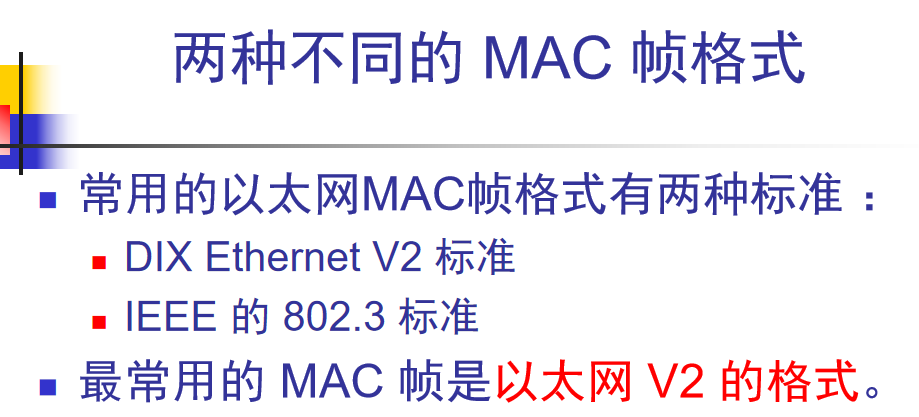 两种不同的 MAC 帧格式
常用的以太网MAC帧格式有两种标准 ：
DIX Ethernet V2 标准
IEEE 的 802.3 标准
最常用的 MAC 帧是以太网 V2 的格式。